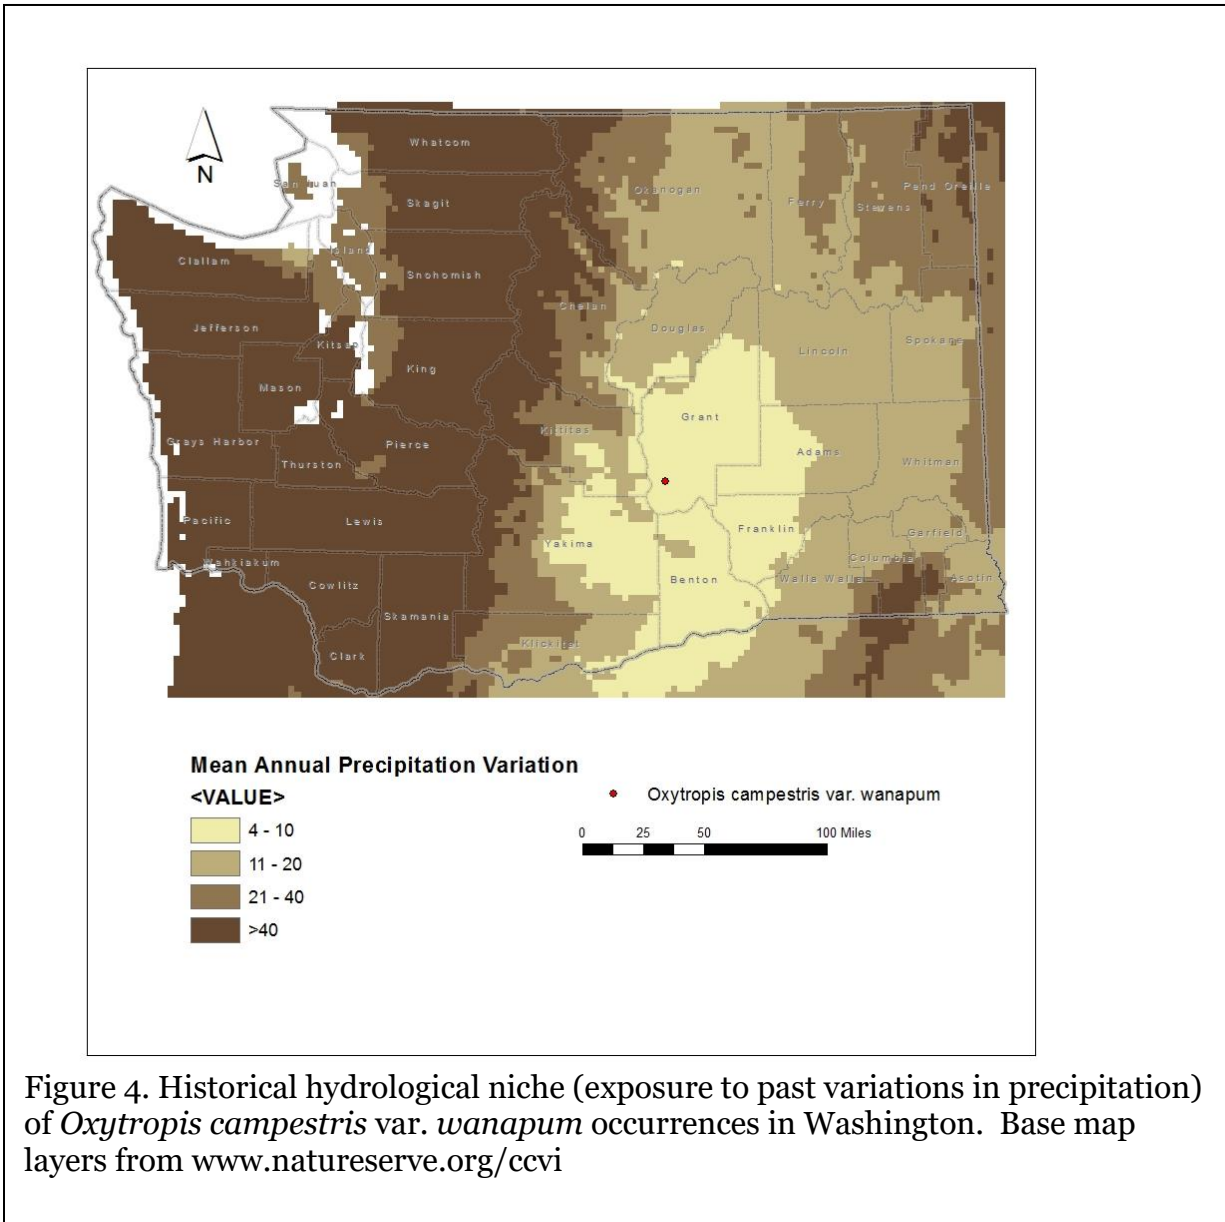 N
Whatcom
San Juan
Skagit
Okanogan
Ferry
Stevens
Pend Oreille
Island
Clallam
Snohomish
Chelan
Jefferson
Kitsap
Douglas
Lincoln
Spokane
King
Mason
Grant
Kittitas
Grays Harbor
Pierce
Adams
Whitman
Thurston
Pacific
Lewis
Yakima
Franklin
Garfield
Wahkiakum
Columbia
Cowlitz
Benton
Walla Walla
Asotin
Skamania
Klickitat
Clark
Mean Annual Precipitation Variation
<VALUE>
4 - 10
11 - 20
21 - 40
>40
Oxytropis campestris var. wanapum
0 25 50 100 Miles
Figure 4. Historical hydrological niche (exposure to past variations in precipitation)
of Oxytropis campestris var. wanapum occurrences in Washington. Base map
layers from www.natureserve.org/ccvi